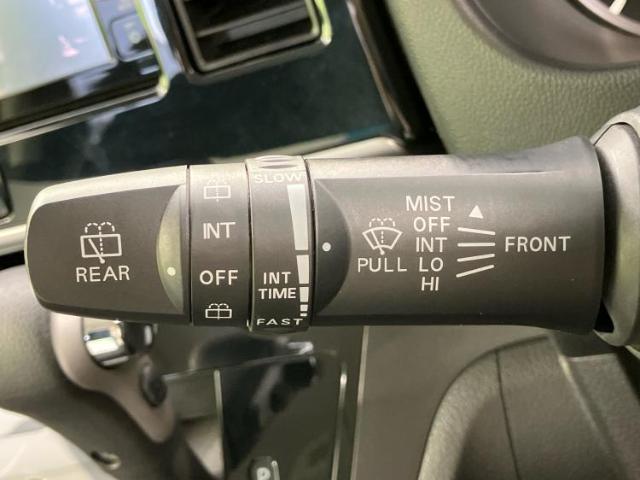 REAR
INT
OFF
SLOW
INT
TIME
FAST
PULL
MIST
OFF
INT
LO
HI
FRONT